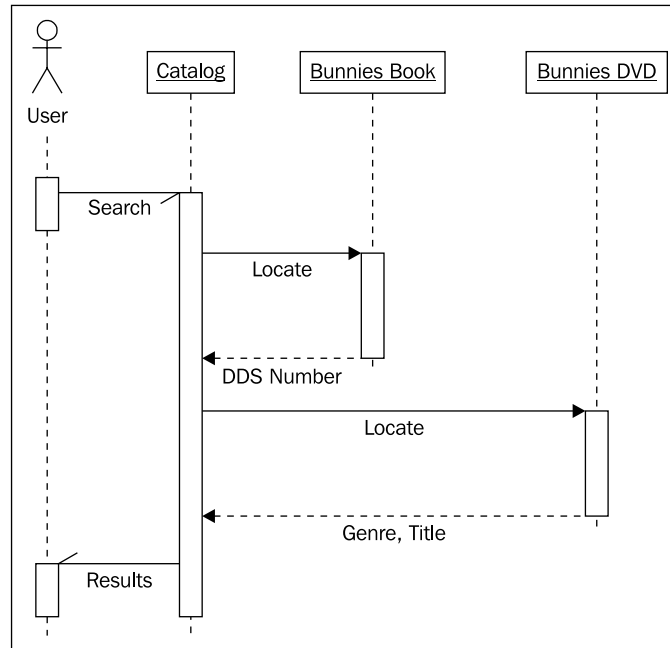 User
Catalog
Bunnies Book
Bunnies DVD
Search
Locate
DDS Number
Locate
Genre, Title
Results